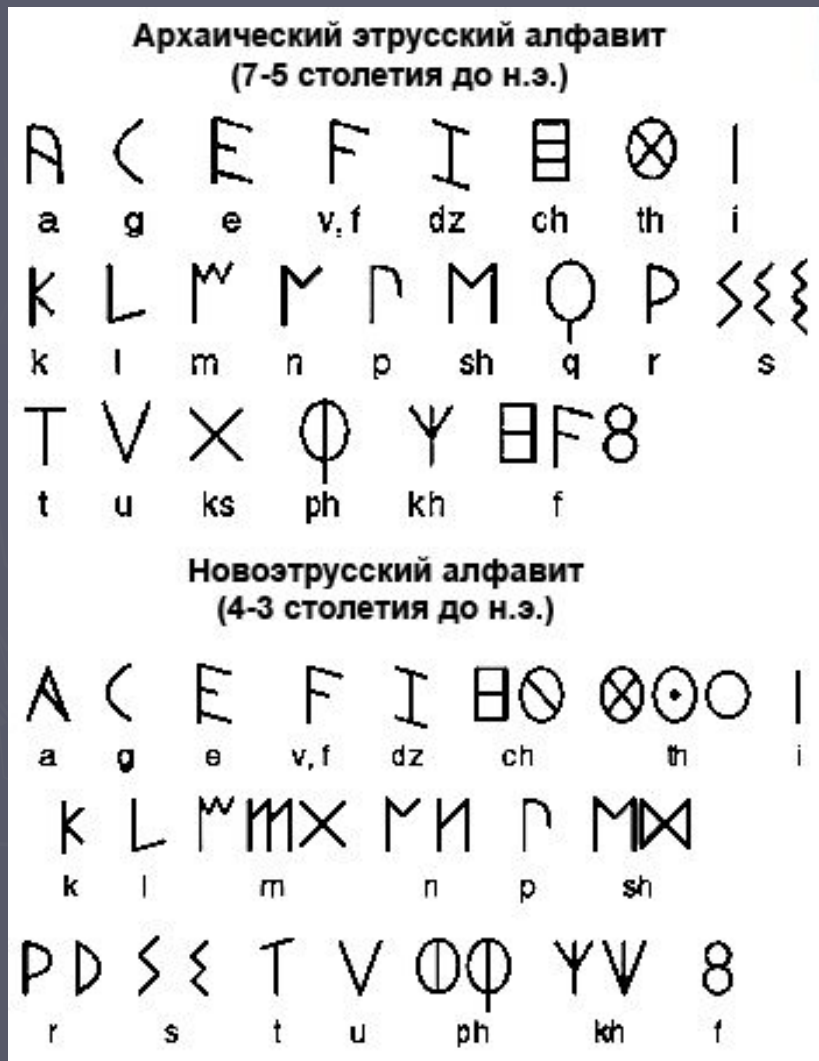 Архаический этрусский алфавит
(7-5 столетия до н.э.)
a g e v, f dz ch th i
k l m n p sh q r s
t u ks ph kh f
Новоэтрусский алфавит
(4-3 столетия до н.э.)
a g e v, f dz ch th i
k l m n p sh
r s t u ph kh f